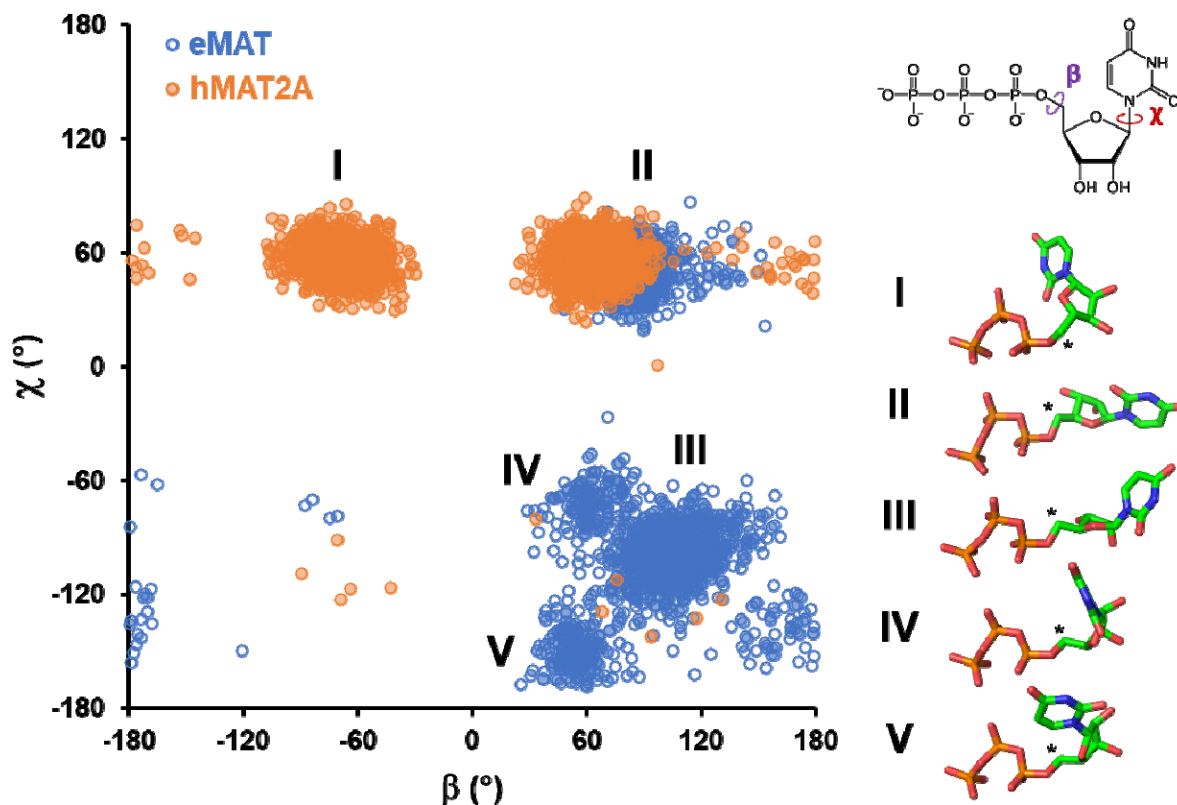 eMAT
hMAT2A
I
II
III
IV
V
180
120
60
0
-60
-120
-180
χ (°)
-180
-120
-60
0
60
120
180
β (°)
O
NH
N
O
β
χ
O O O
⁻O-P-O-P-O-P-O
O⁻ O⁻ O⁻
O
OH OH
I
*
II
*
III
*
IV
*
V
*